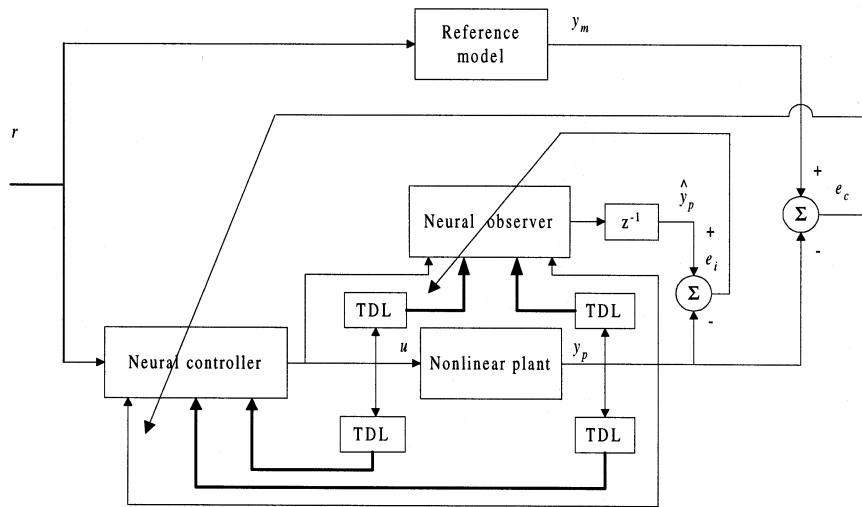 Reference
model
y_m
r
+
e_c
Σ
-
Neural observer
z⁻¹
ŷ_p
+
e_i
Σ
-
TDL
TDL
Neural controller
u
Nonlinear plant
y_p
TDL
TDL